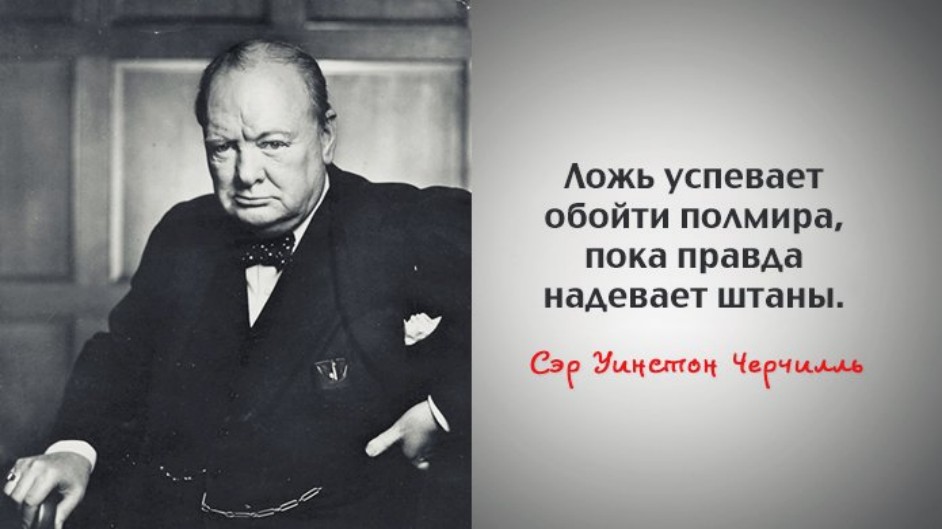 Ложь успевает
обойти полмира,
пока правда
надевает штаны.
Сэр Уинстон Черчилль